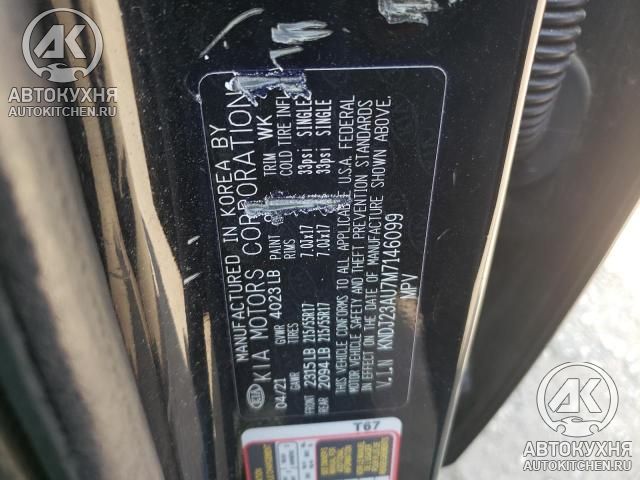 АВТОКУХНЯ
AUTOKITCHEN.RU
KIA
MANUFACTURED IN KOREA BY
KIA MOTORS CORPORATION
04/21 GVWR 4023 LB PAINT TRIM WK
GAWR TIRES RIMS COLD TIRE INFL
FRONT 2315 LB 215/55R17 7.0Jx17 33psi SINGLE
REAR 2094 LB 215/55R17 7.0Jx17 33psi SINGLE
THIS VEHICLE CONFORMS TO ALL APPLICABLE U.S.A. FEDERAL
MOTOR VEHICLE SAFETY AND THEFT PREVENTION STANDARDS
IN EFFECT ON THE DATE OF MANUFACTURE SHOWN ABOVE.
V.I.N KNDJ23AU7M7146099
MPV
T67
АК
АВТОКУХНЯ
AUTOKITCHEN.RU